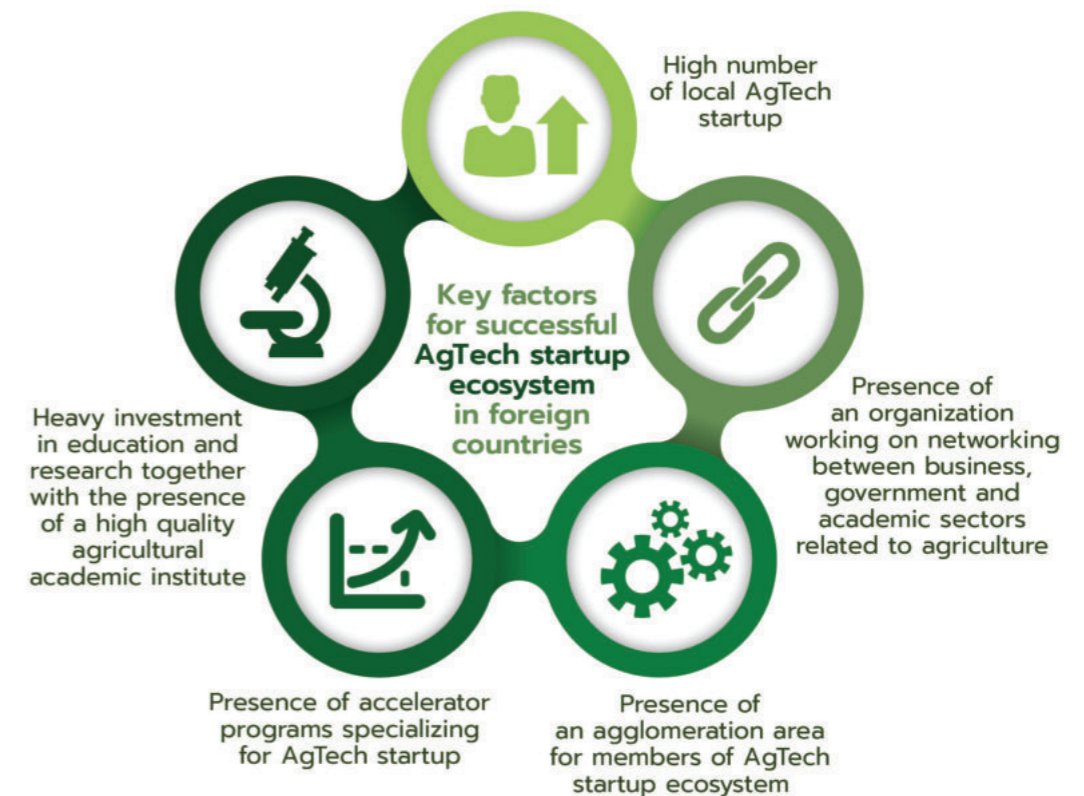 High number
of local AgTech
startup
Key factors
for successful
AgTech startup
ecosystem
in foreign
countries
Presence of
an organization
working on networking
between business,
government and
academic sectors
related to agriculture
Heavy investment
in education and
research together
with the presence
of a high quality
agricultural
academic institute
Presence of accelerator
programs specializing
for AgTech startup
Presence of
an agglomeration area
for members of AgTech
startup ecosystem